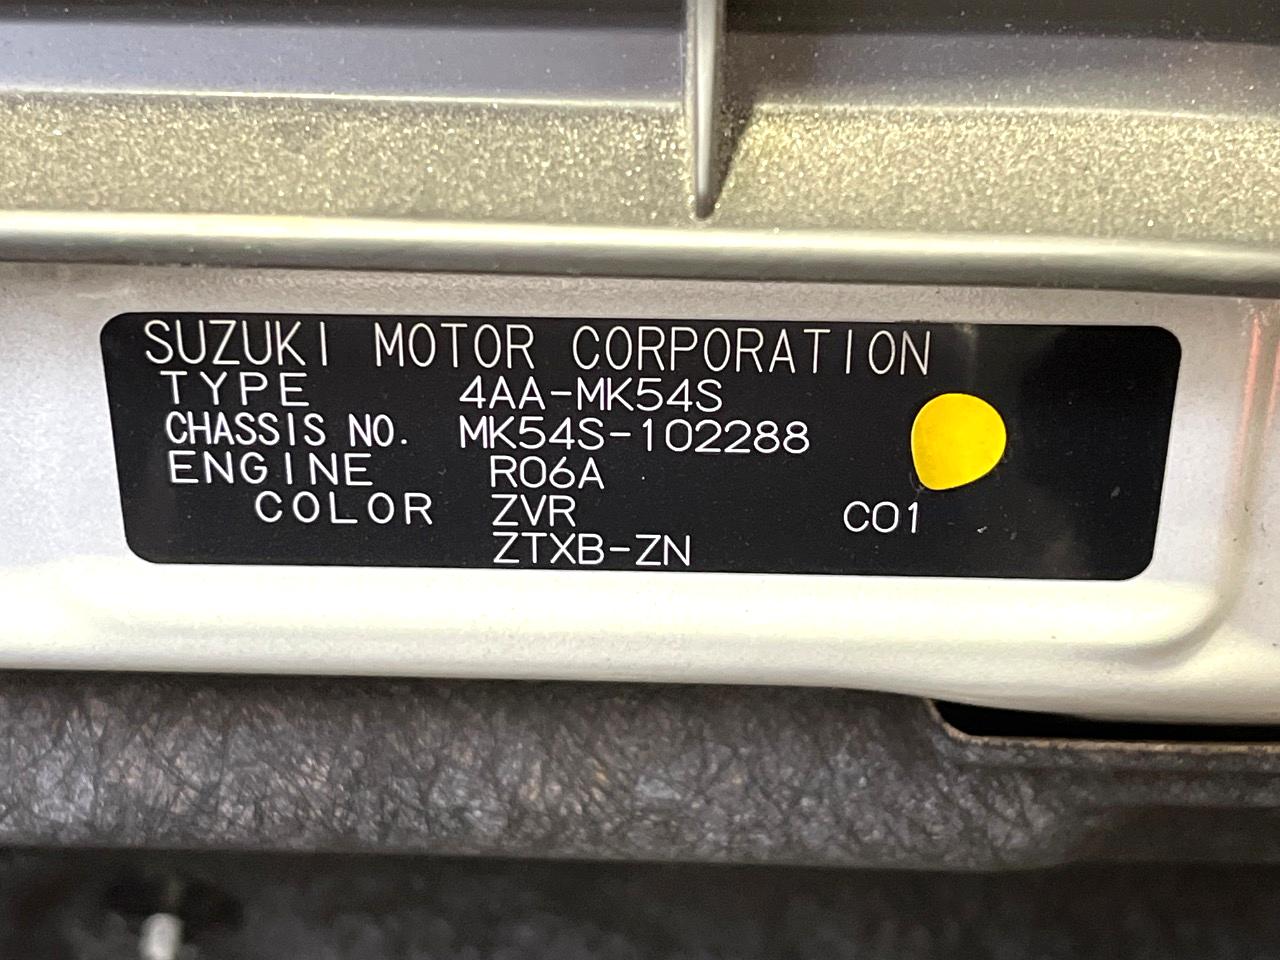 SUZUKI MOTOR CORPORATION
TYPE 4AA-MK54S
CHASSIS NO. MK54S-102288
ENGINE R06A
COLOR ZVR C01
ZTXB-ZN